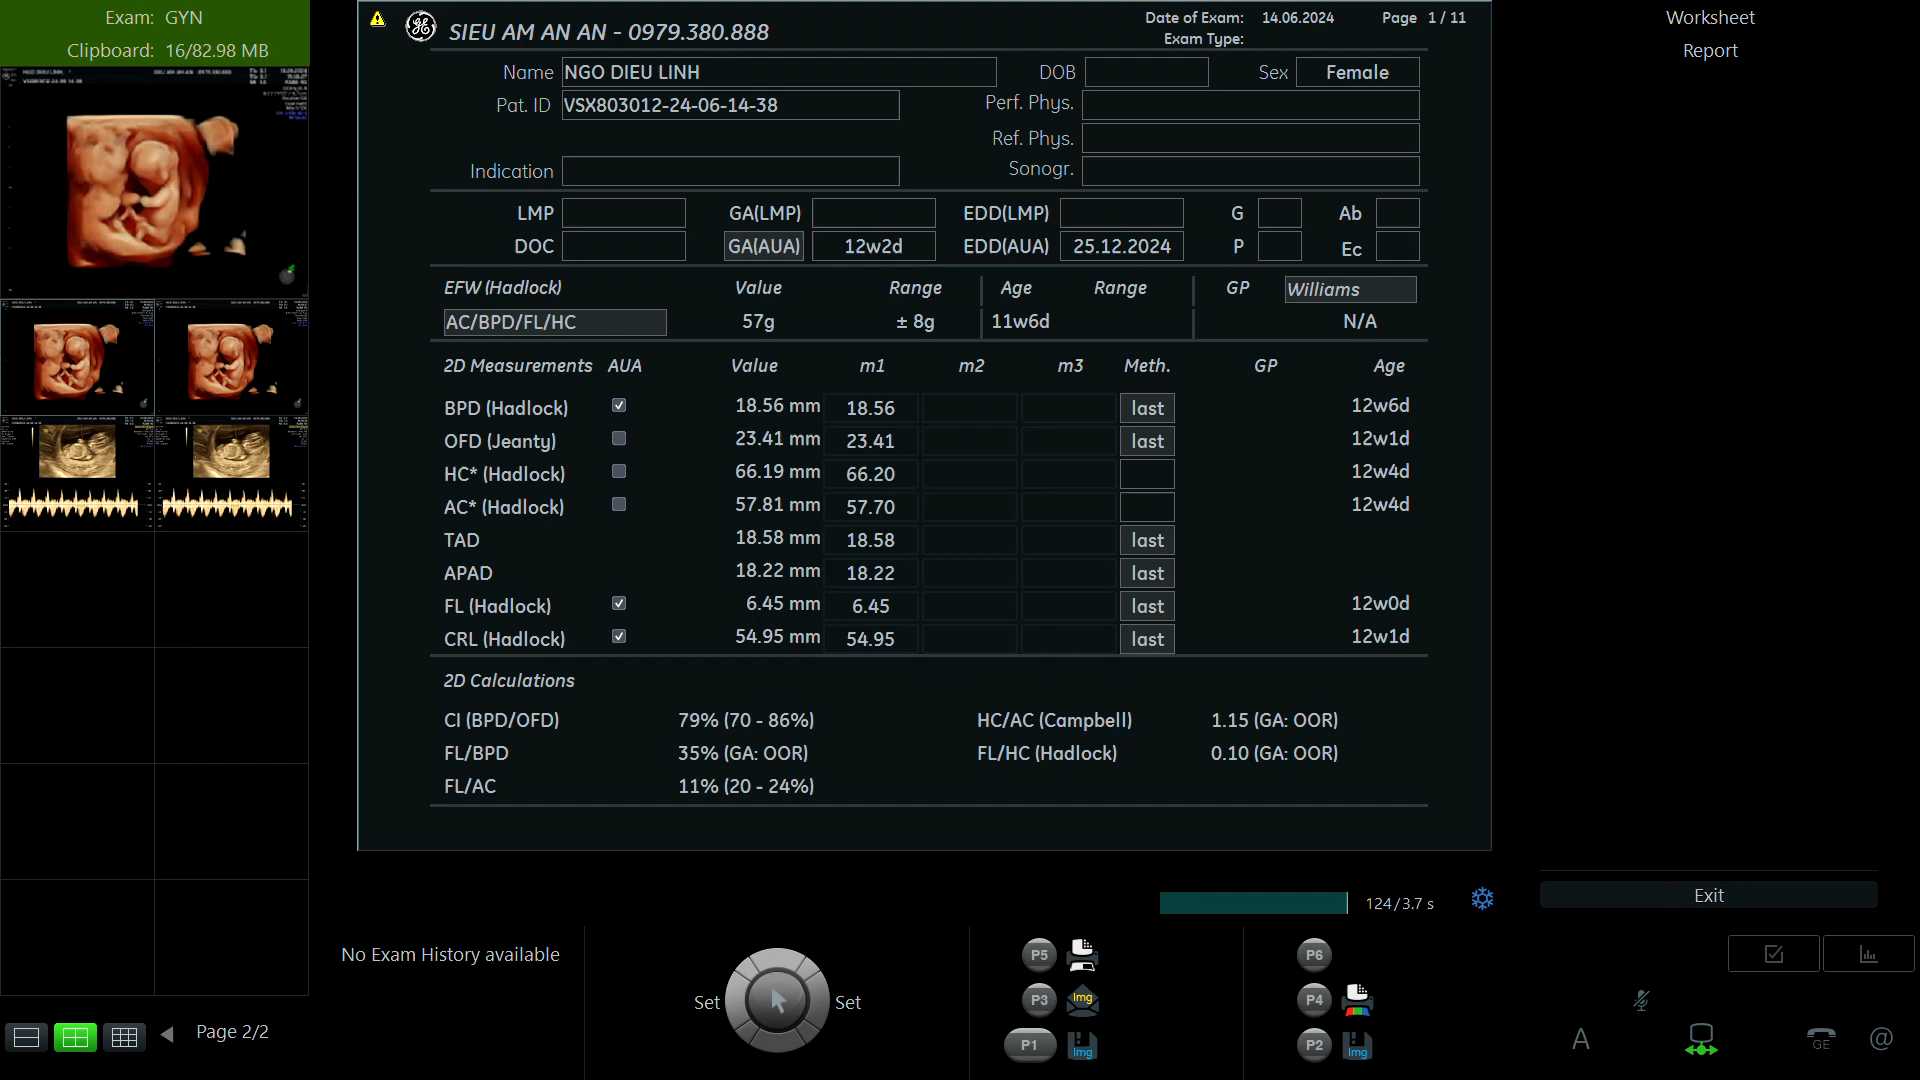 Exam: GYN
Clipboard: 16/82.98 MB
SIEU AM AN AN - 0979.380.888
Date of Exam: 14.06.2024 Page 1 / 11
Exam Type:
Name NGO DIEU LINH DOB Sex Female
Pat. ID VSX803012-24-06-14-38 Perf. Phys.
Ref. Phys.
Indication Sonogr.
LMP GA(LMP) EDD(LMP) G Ab
DOC GA(AUA) 12w2d EDD(AUA) 25.12.2024 P Ec
EFW (Hadlock) Value Range Age Range GP Williams
AC/BPD/FL/HC 57g ± 8g 11w6d N/A
2D Measurements AUA Value m1 m2 m3 Meth. GP Age
BPD (Hadlock) 18.56 mm 18.56 last 12w6d
OFD (Jeanty) 23.41 mm 23.41 last 12w1d
HC* (Hadlock) 66.19 mm 66.20 12w4d
AC* (Hadlock) 57.81 mm 57.70 12w4d
TAD 18.58 mm 18.58 last
APAD 18.22 mm 18.22 last
FL (Hadlock) 6.45 mm 6.45 last 12w0d
CRL (Hadlock) 54.95 mm 54.95 last 12w1d
2D Calculations
CI (BPD/OFD) 79% (70 - 86%) HC/AC (Campbell) 1.15 (GA: OOR)
FL/BPD 35% (GA: OOR) FL/HC (Hadlock) 0.10 (GA: OOR)
FL/AC 11% (20 - 24%)
Worksheet
Report
124/3.7 s
Exit
No Exam History available
Set Set
P5 P6
P3 Img P4
P1 Img P2 Img
Page 2/2
A GE @